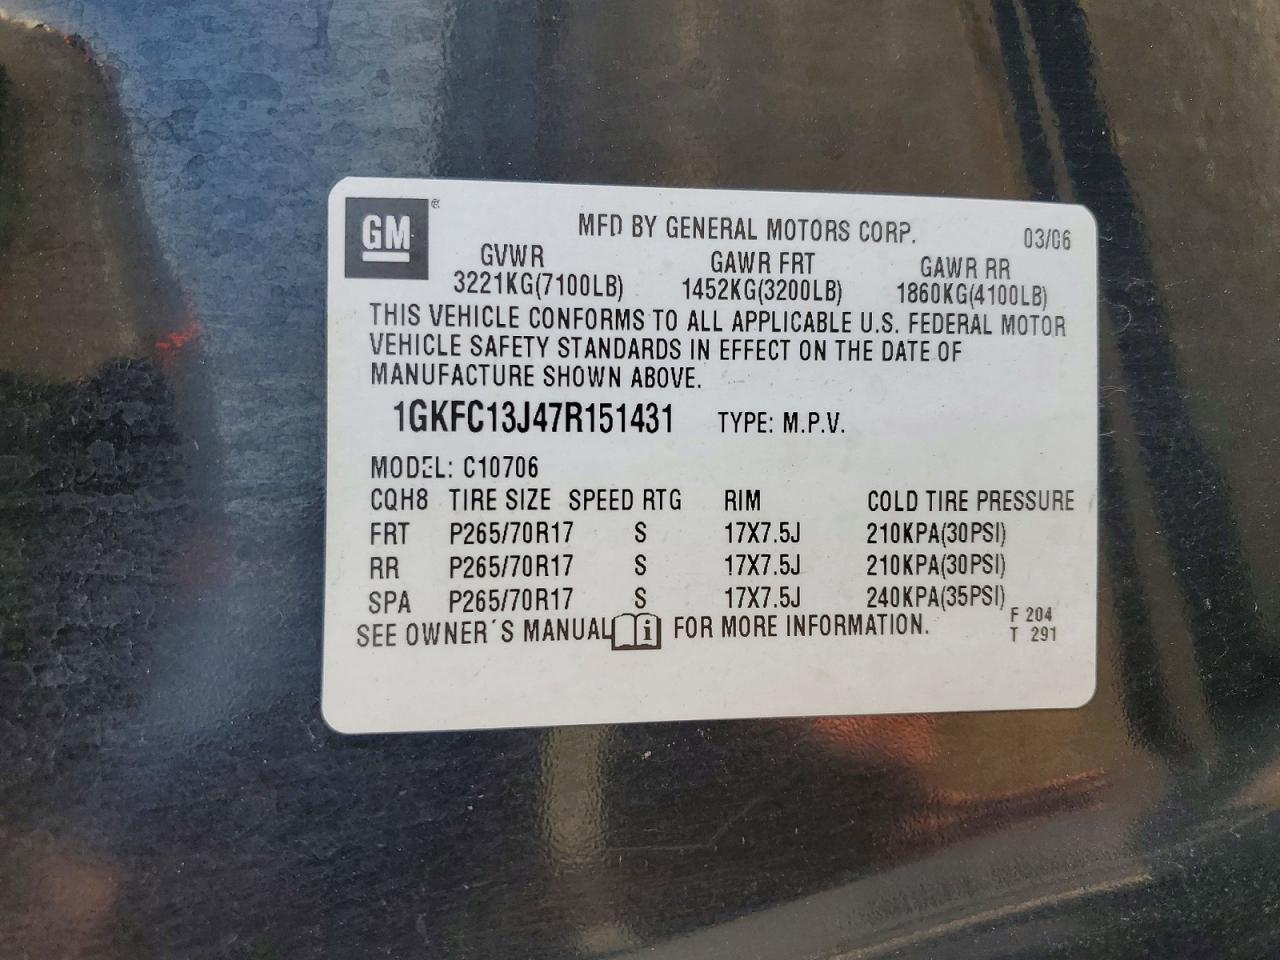 GM®
MFD BY GENERAL MOTORS CORP. 03/06
GVWR GAWR FRT GAWR RR
3221KG(7100LB) 1452KG(3200LB) 1860KG(4100LB)
THIS VEHICLE CONFORMS TO ALL APPLICABLE U.S. FEDERAL MOTOR
VEHICLE SAFETY STANDARDS IN EFFECT ON THE DATE OF
MANUFACTURE SHOWN ABOVE.
1GKFC13J47R151431 TYPE: M.P.V.
MODEL: C10706
CQH8 TIRE SIZE SPEED RTG RIM COLD TIRE PRESSURE
FRT P265/70R17 S 17X7.5J 210KPA(30PSI)
RR P265/70R17 S 17X7.5J 210KPA(30PSI)
SPA P265/70R17 S 17X7.5J 240KPA(35PSI)
SEE OWNER´S MANUAL i FOR MORE INFORMATION.
F 204
T 291